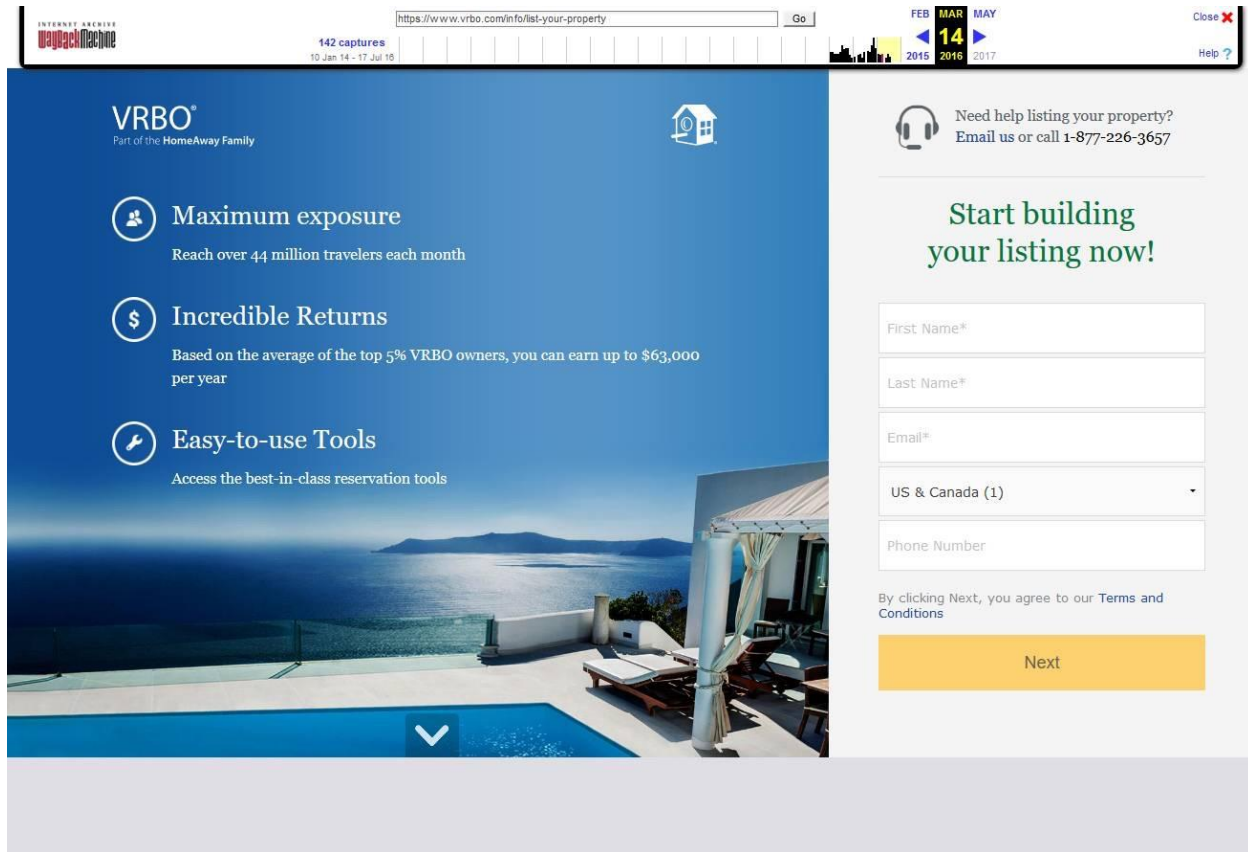 INTERNET ARCHIVE
WayBackMachine
https://www.vrbo.com/info/list-your-property
Go
142 captures
10 Jan 14 - 17 Jul 16
FEB MAR MAY
14
2015 2016 2017
Close
Help ?
VRBO®
Part of the HomeAway Family
Maximum exposure
Reach over 44 million travelers each month
$
Incredible Returns
Based on the average of the top 5% VRBO owners, you can earn up to $63,000
per year
Easy-to-use Tools
Access the best-in-class reservation tools
Need help listing your property?
Email us or call 1-877-226-3657
Start building
your listing now!
First Name*
Last Name*
Email*
US & Canada (1)
Phone Number
By clicking Next, you agree to our Terms and
Conditions
Next